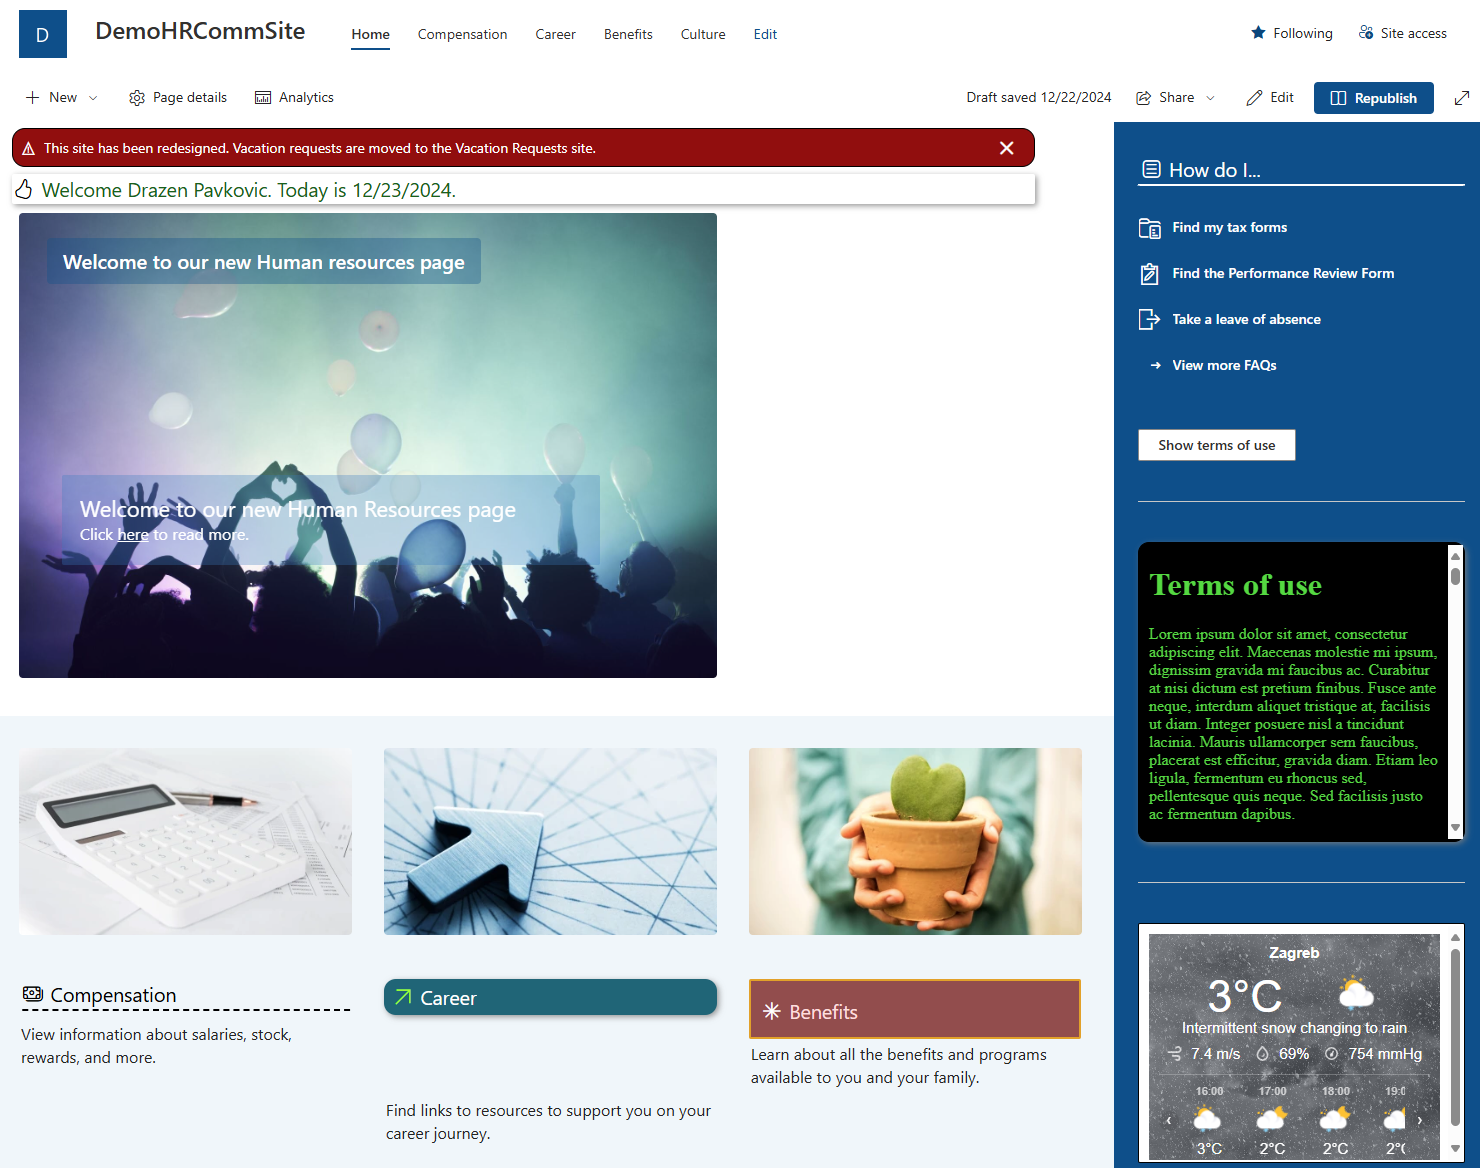 D
DemoHRCommSite
Home
Compensation
Career
Benefits
Culture
Edit
Following
Site access
New
Page details
Analytics
Draft saved 12/22/2024
Share
Edit
Republish
This site has been redesigned. Vacation requests are moved to the Vacation Requests site.
Welcome Drazen Pavkovic. Today is 12/23/2024.
Welcome to our new Human resources page
Welcome to our new Human Resources page
Click here to read more.
Compensation
View information about salaries, stock,
rewards, and more.
Career
Find links to resources to support you on your
career journey.
Benefits
Learn about all the benefits and programs
available to you and your family.
How do I...
Find my tax forms
Find the Performance Review Form
Take a leave of absence
View more FAQs
Show terms of use
Terms of use
Lorem ipsum dolor sit amet, consectetur
adipiscing elit. Maecenas molestie mi ipsum,
dignissim gravida mi faucibus ac. Curabitur
at nisi dictum est pretium finibus. Fusce ante
neque, interdum aliquet tristique at, facilisis
ut diam. Integer posuere nisl a tincidunt
lacinia. Mauris ullamcorper sem faucibus,
placerat est efficitur, gravida diam. Etiam leo
ligula, fermentum eu rhoncus sed,
pellentesque quis neque. Sed facilisis justo
ac fermentum dapibus.
Zagreb
3°C
Intermittent snow changing to rain
7.4 m/s 69% 754 mmHg
16:00 17:00 18:00
3°C 2°C 2°C